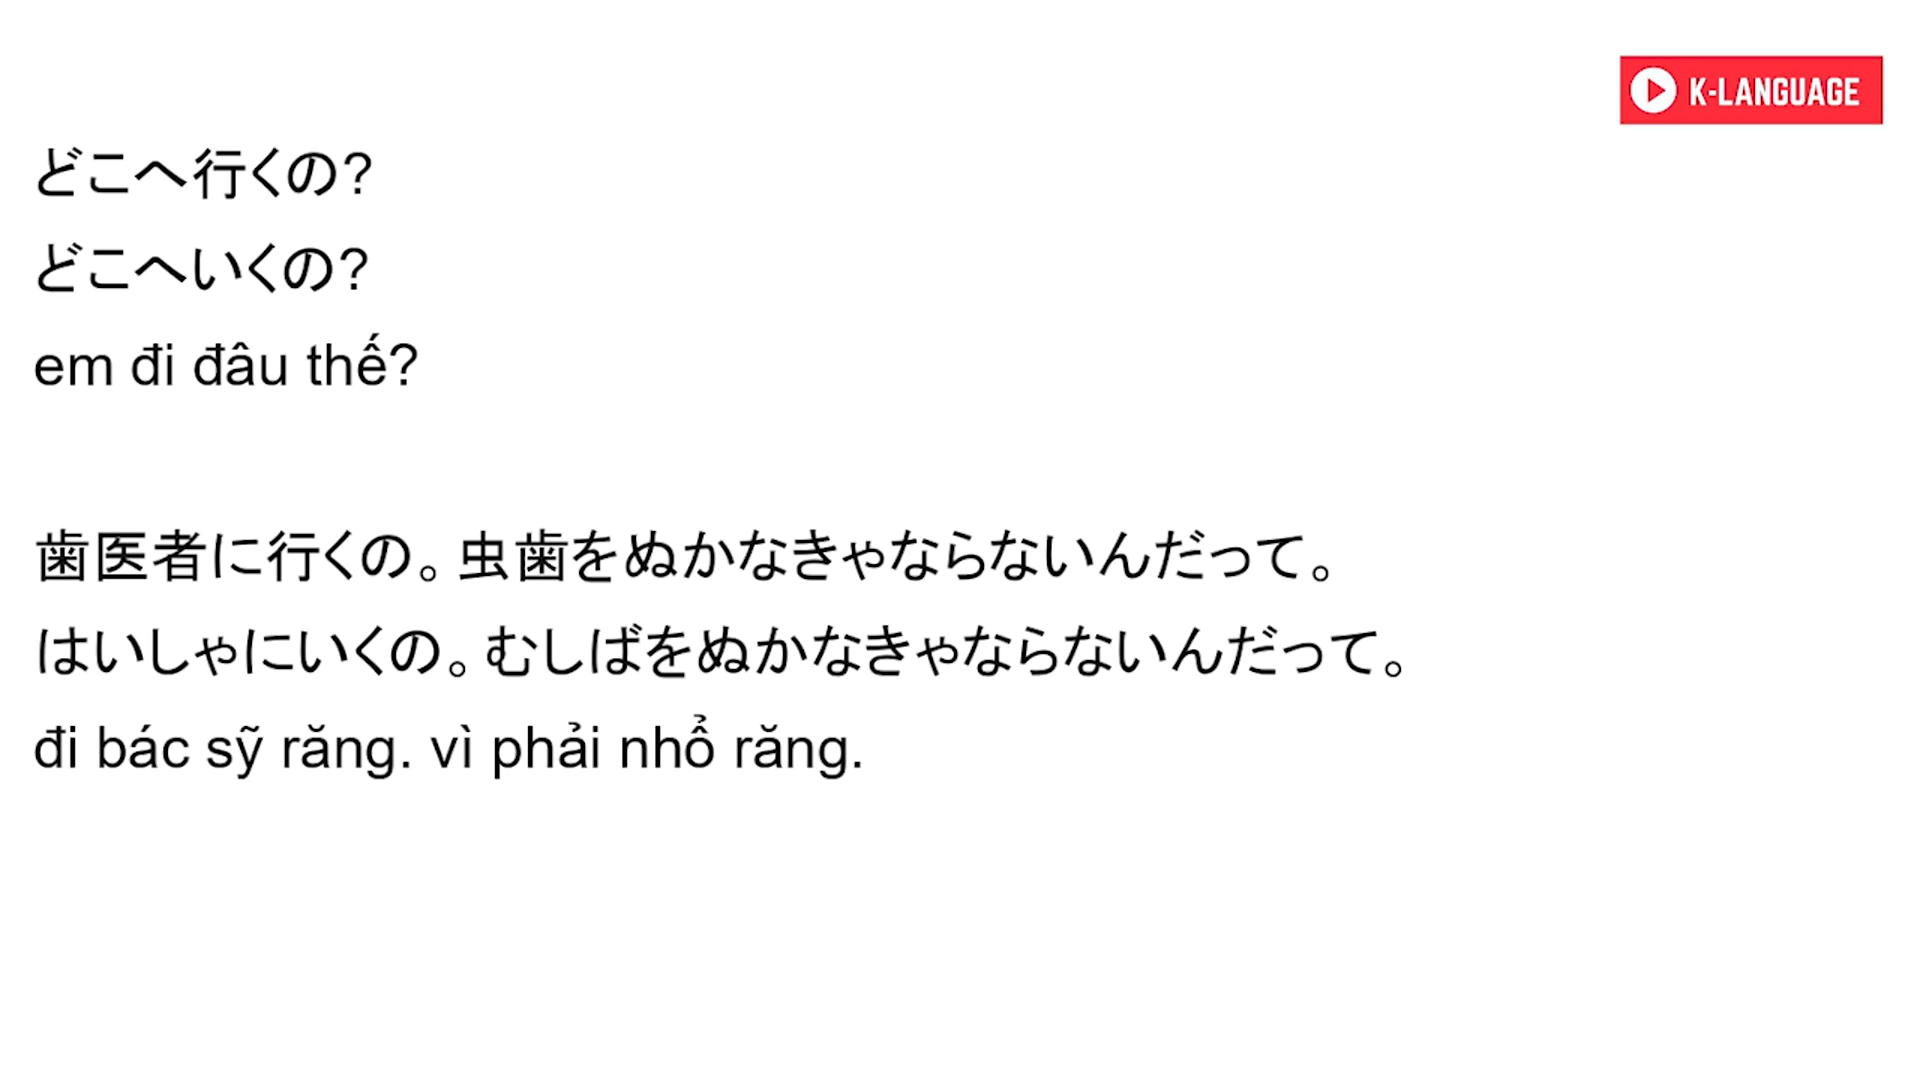 K-LANGUAGE
どこへ行くの?
どこへいくの?
em đi đâu thế?
歯医者に行くの。虫歯をぬかなきゃならないんだって。
はいしゃにいくの。むしばをぬかなきゃならないんだって。
đi bác sỹ răng. vì phải nhổ răng.